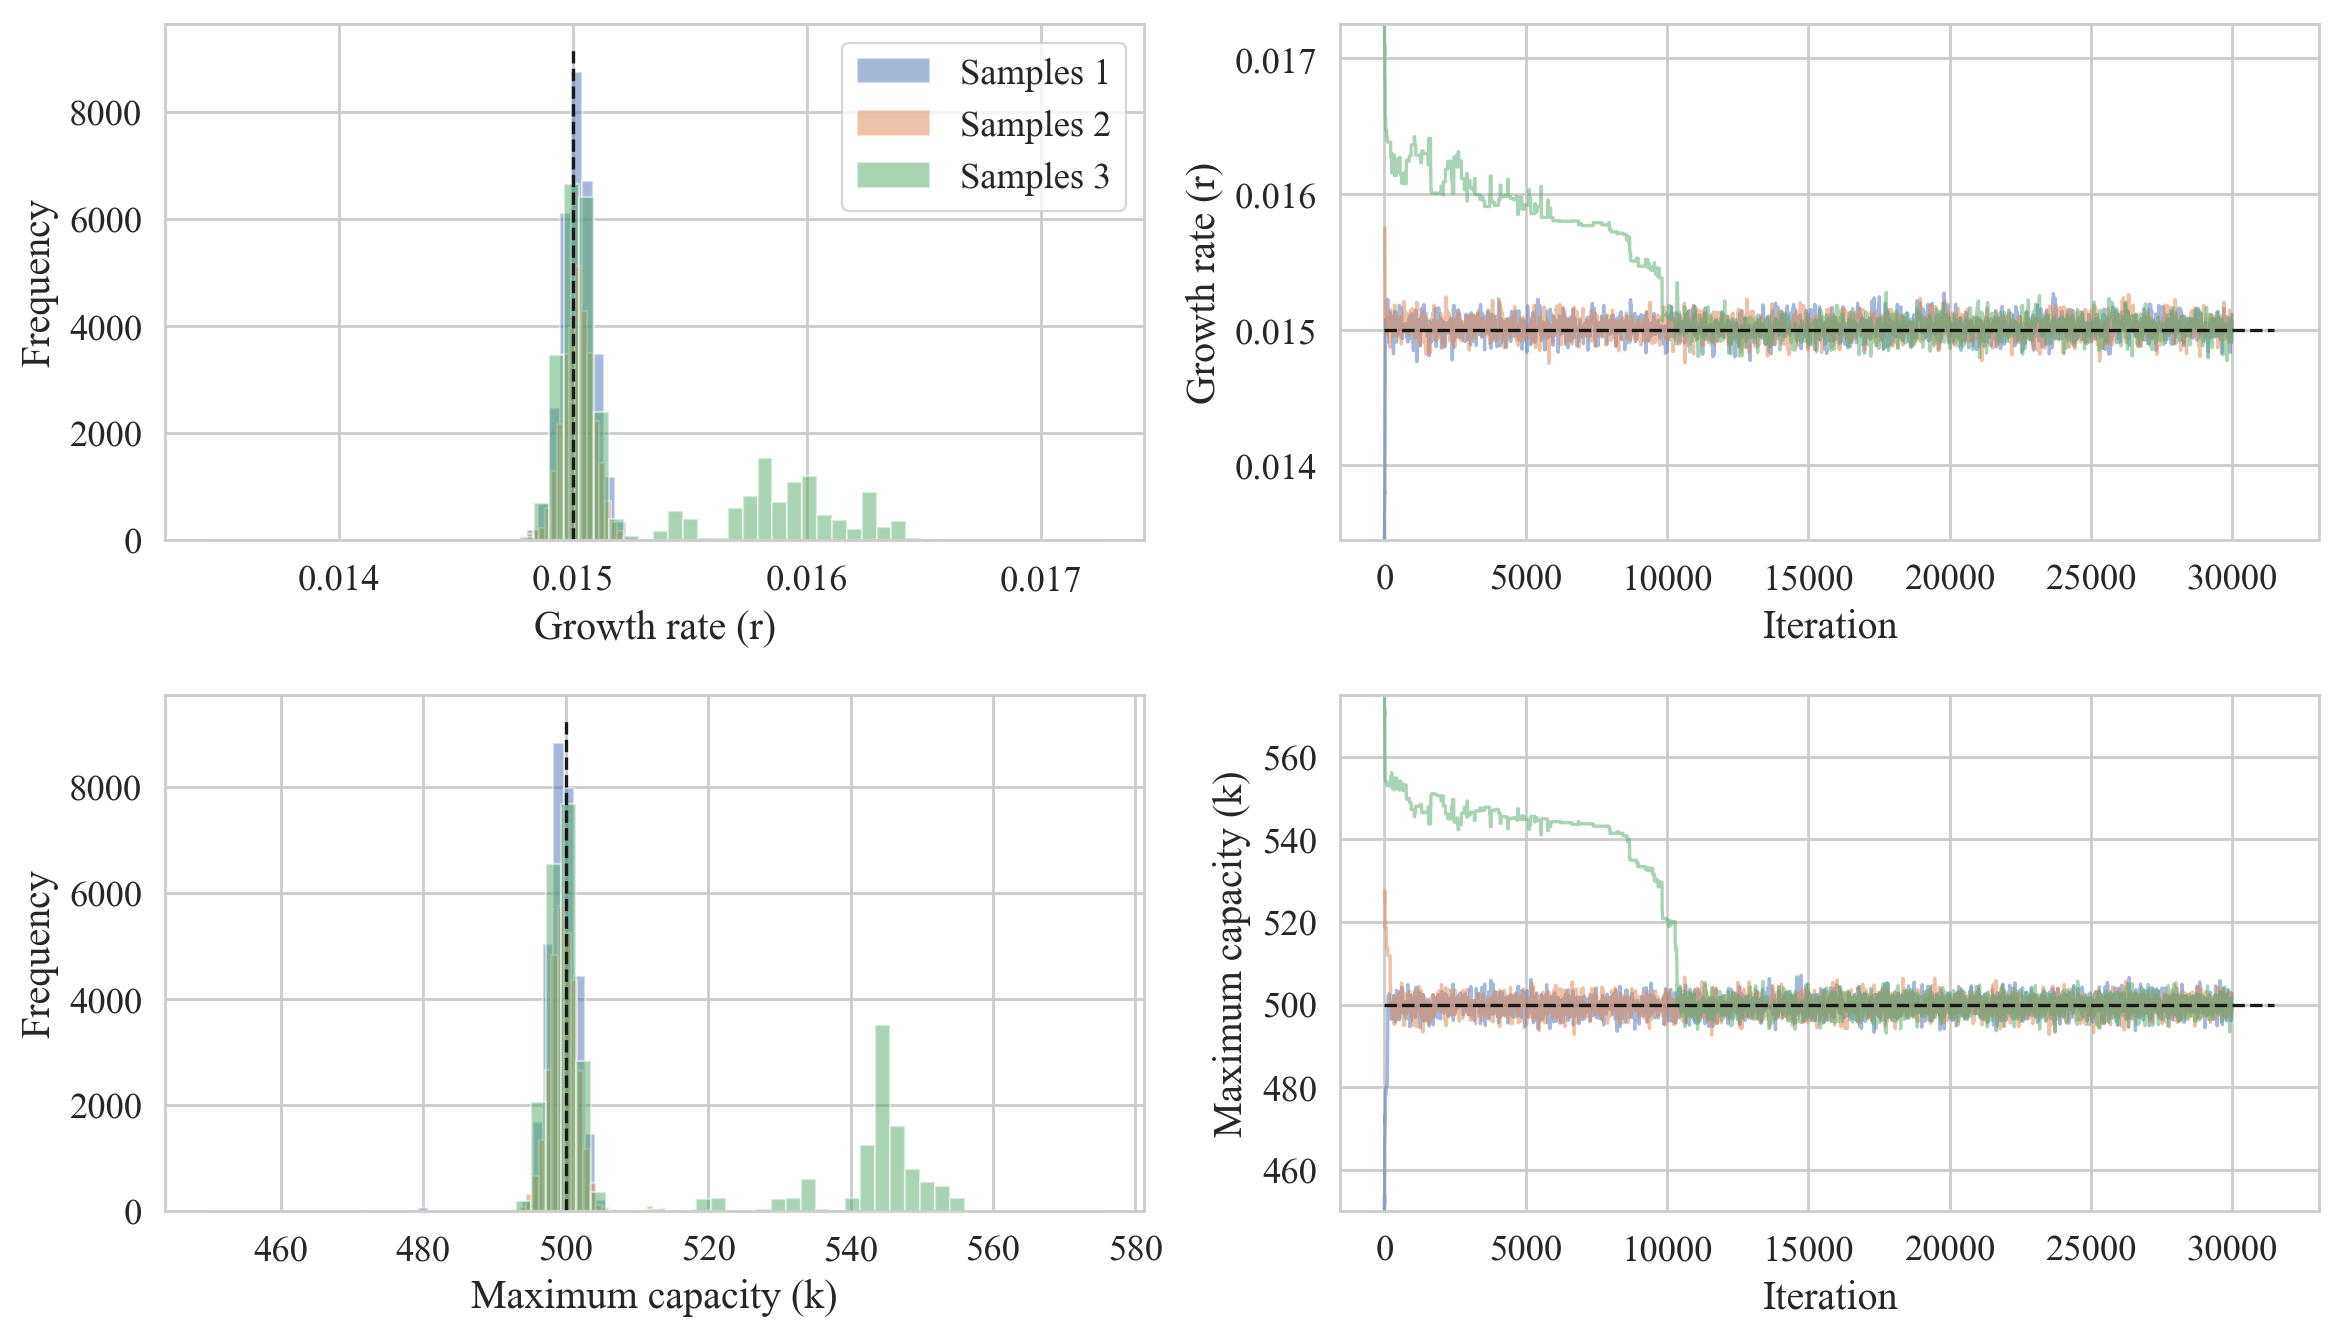 Samples 1
Samples 2
Samples 3
Frequency
8000
6000
4000
2000
0
0.014 0.015 0.016 0.017
Growth rate (r)
Growth rate (r)
0.017
0.016
0.015
0.014
0 5000 10000 15000 20000 25000 30000
Iteration
Frequency
8000
6000
4000
2000
0
460 480 500 520 540 560 580
Maximum capacity (k)
Maximum capacity (k)
560
540
520
500
480
460
0 5000 10000 15000 20000 25000 30000
Iteration